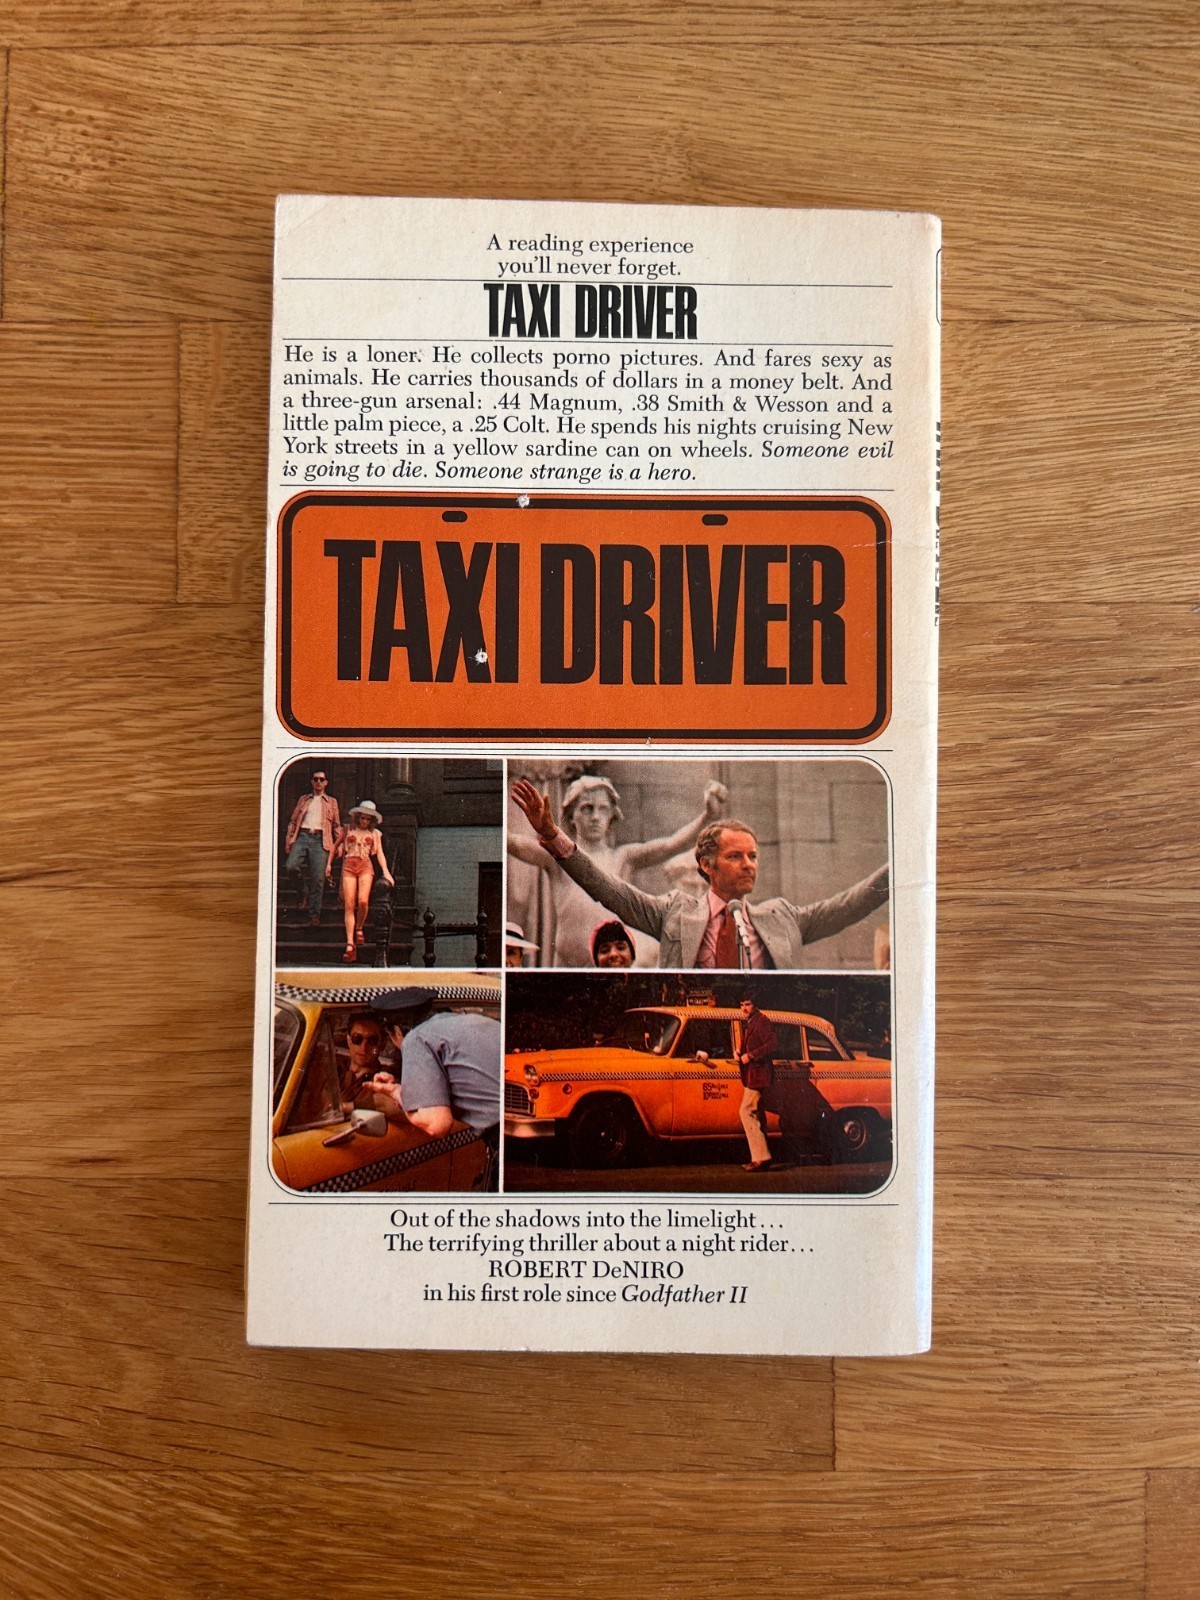 A reading experience
you'll never forget.
TAXI DRIVER
He is a loner. He collects porno pictures. And fares sexy as
animals. He carries thousands of dollars in a money belt. And
a three-gun arsenal: .44 Magnum, .38 Smith & Wesson and a
little palm piece, a .25 Colt. He spends his nights cruising New
York streets in a yellow sardine can on wheels. Someone evil
is going to die. Someone strange is a hero.
TAXI DRIVER
Out of the shadows into the limelight...
The terrifying thriller about a night rider...
ROBERT DeNIRO
in his first role since Godfather II